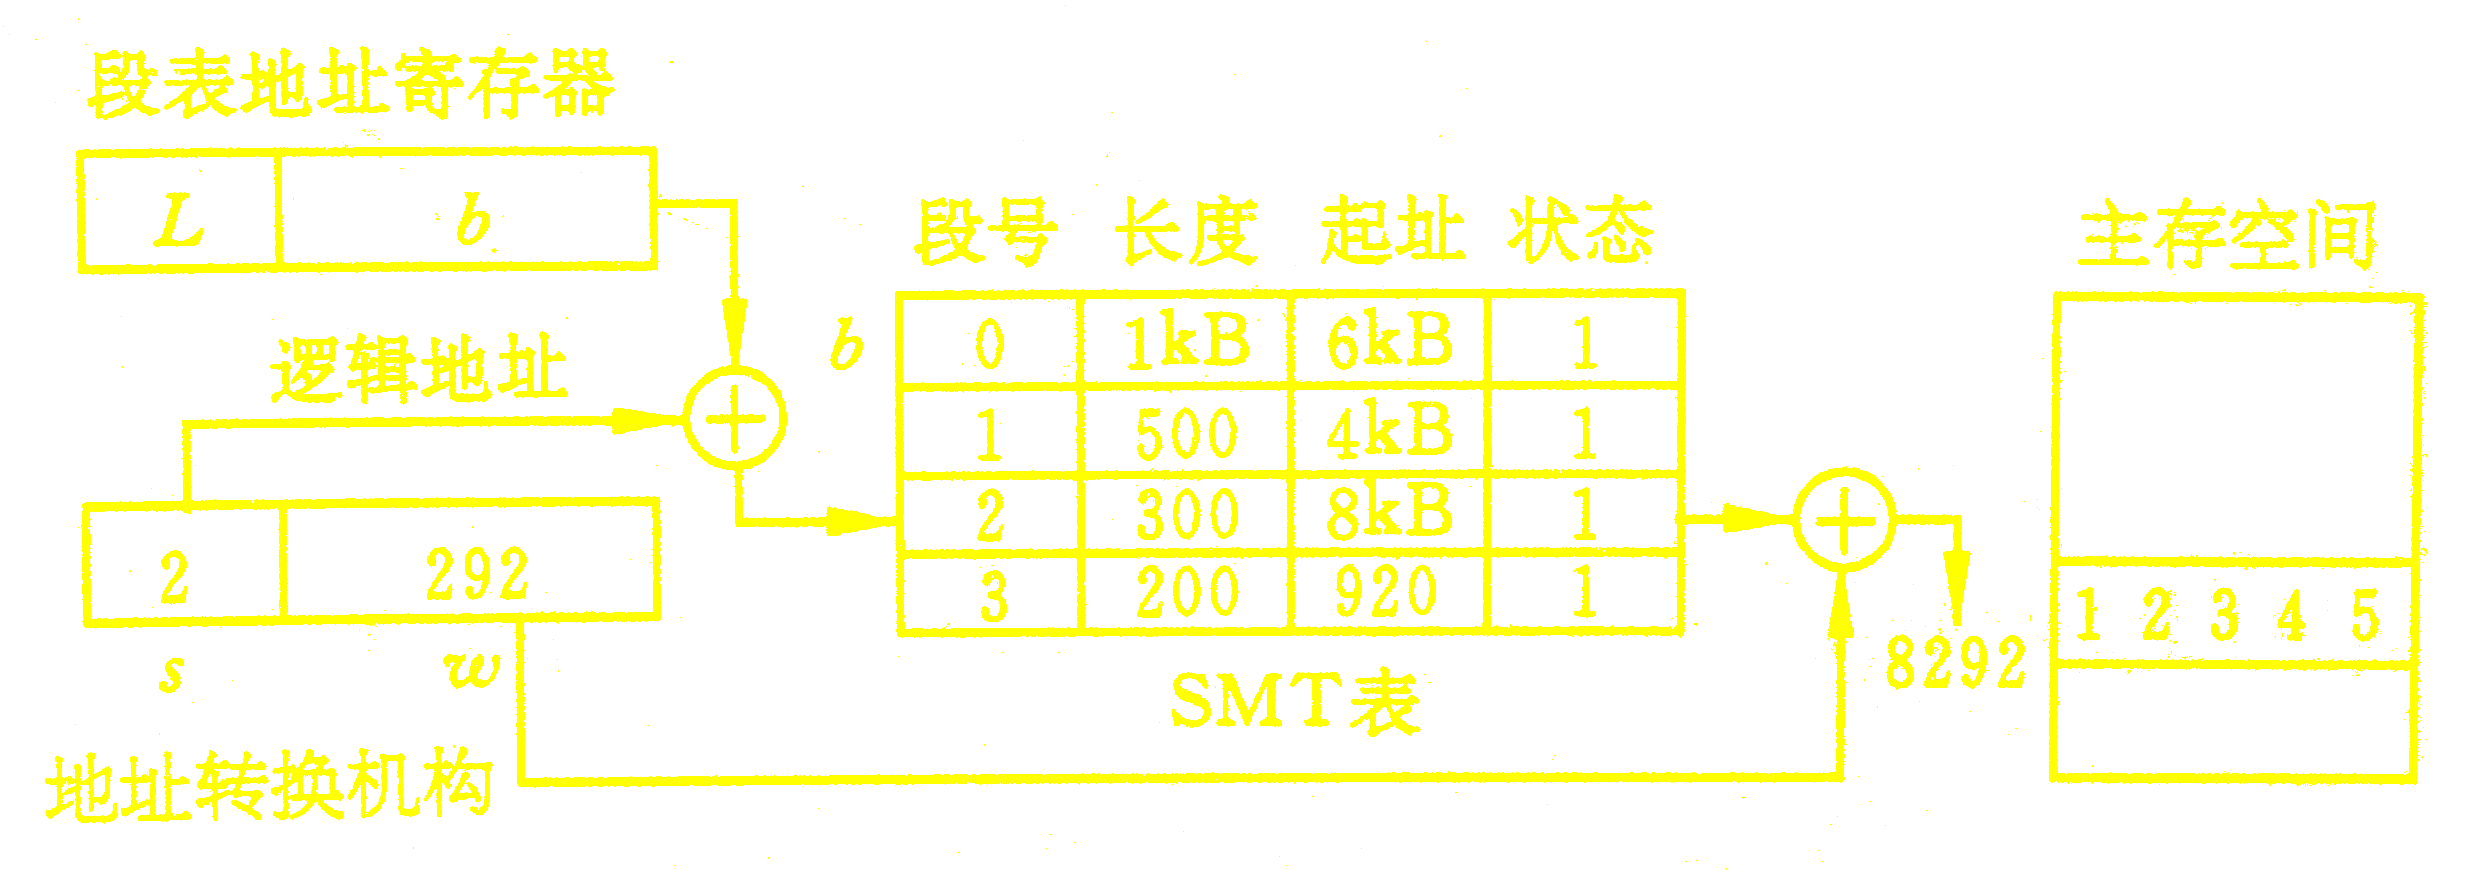 段表地址寄存器
L b
逻辑地址
2 292
s w
地址转换机构
段号 长度 起址 状态
b 0 1kB 6kB 1
1 500 4kB 1
2 300 8kB 1
3 200 920 1
SMT表
8292
主存空间
1 2 3 4 5